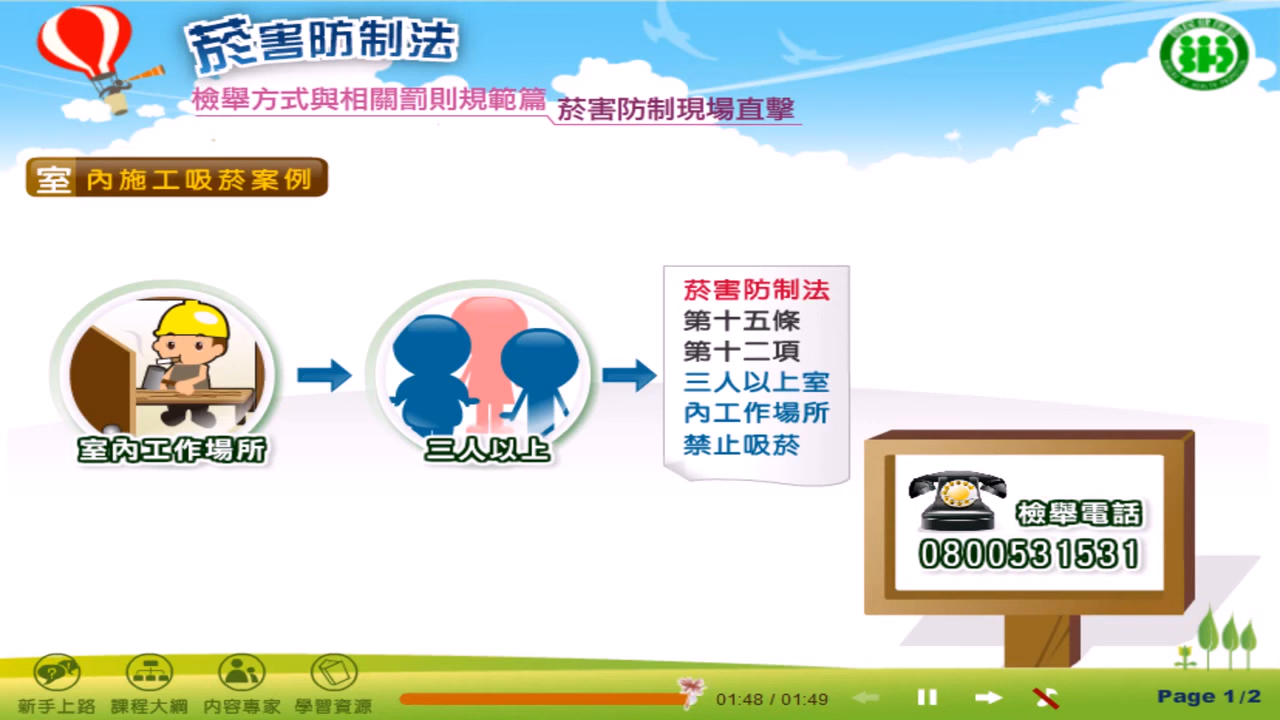 菸害防制法
檢舉方式與相關罰則規範篇
菸害防制現場直擊
室內施工吸菸案例
菸害防制法
第十五條
第十二項
三人以上室
內工作場所
禁止吸菸
室內工作場所
三人以上
檢舉電話
0800531531
新手上路 課程大綱 內容專家 學習資源
01:48 / 01:49
Page 1/2